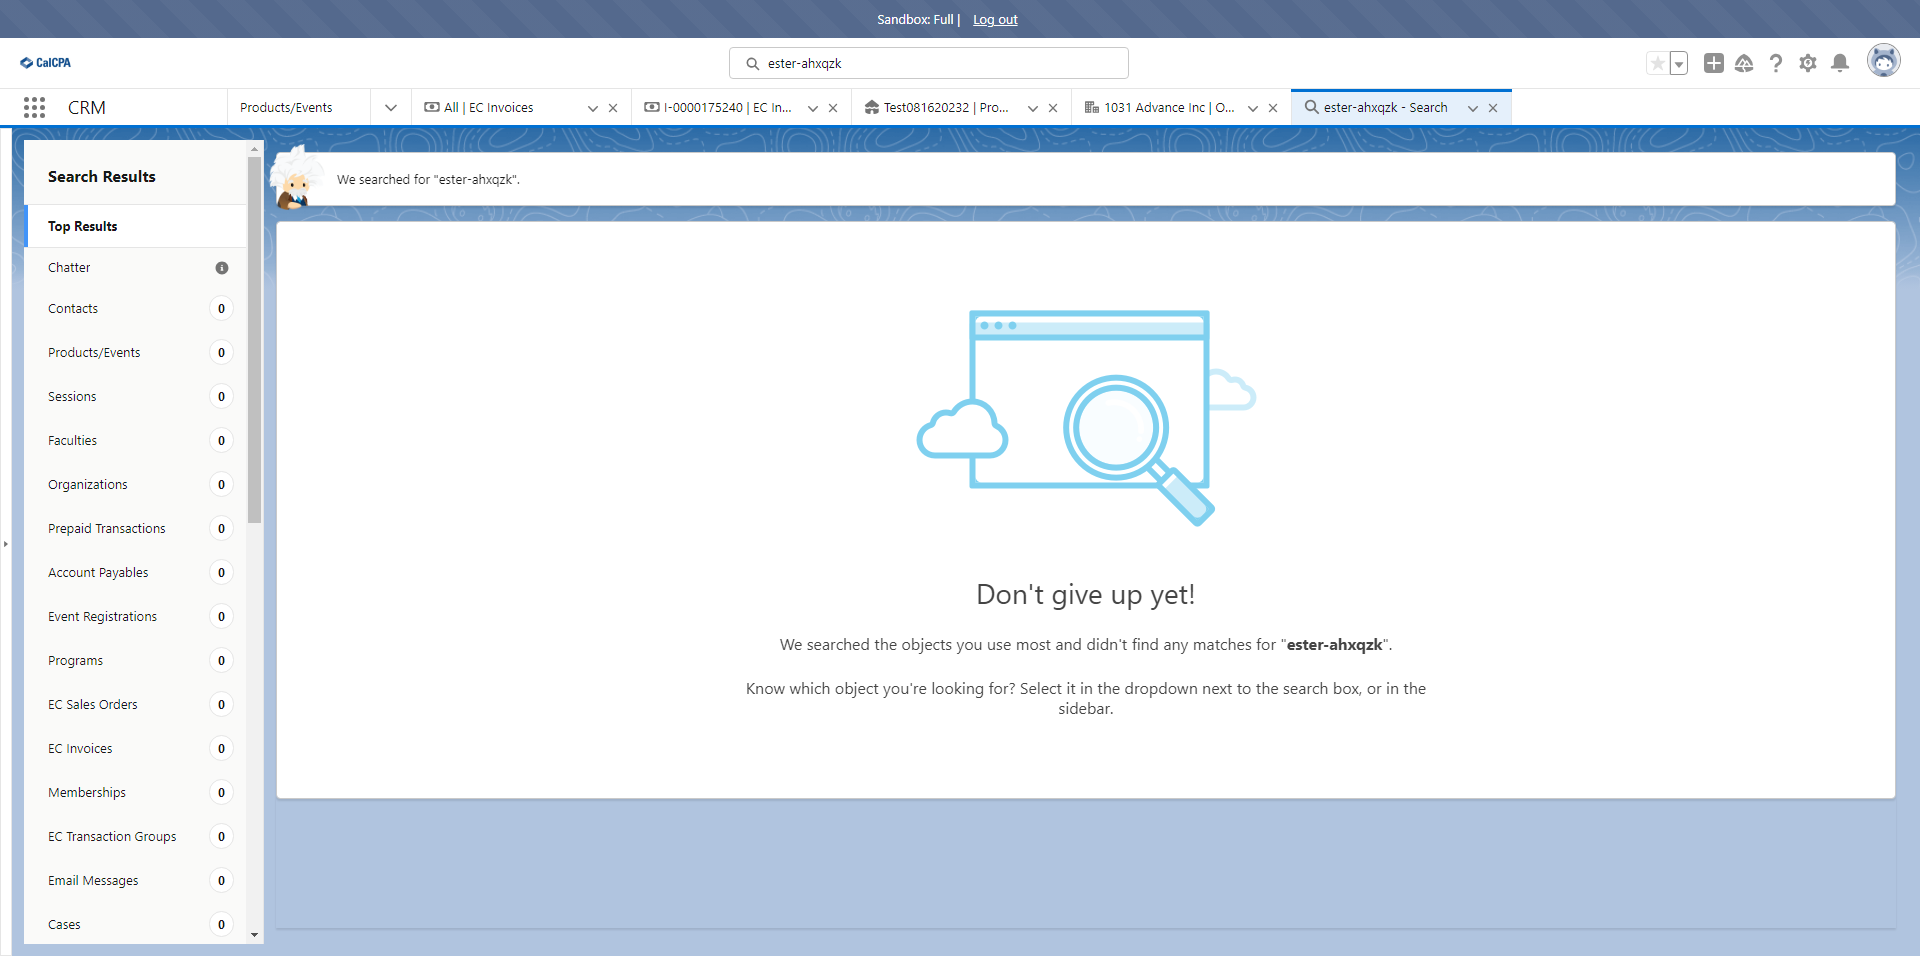 Sandbox: Full | Log out
CalCPA
ester-ahxqzk
CRM
Products/Events
All | EC Invoices
I-0000175240 | EC In...
Test081620232 | Pro...
1031 Advance Inc | O...
ester-ahxqzk - Search
Search Results
Top Results
Chatter
Contacts 0
Products/Events 0
Sessions 0
Faculties 0
Organizations 0
Prepaid Transactions 0
Account Payables 0
Event Registrations 0
Programs 0
EC Sales Orders 0
EC Invoices 0
Memberships 0
EC Transaction Groups 0
Email Messages 0
Cases 0
We searched for "ester-ahxqzk".
Don't give up yet!
We searched the objects you use most and didn't find any matches for "ester-ahxqzk".
Know which object you're looking for? Select it in the dropdown next to the search box, or in the
sidebar.